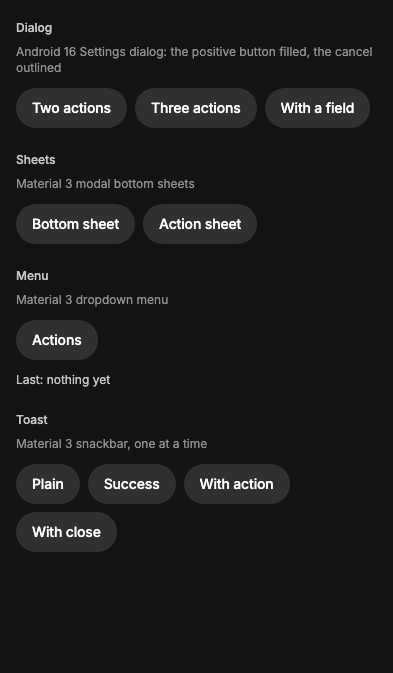 Dialog
Android 16 Settings dialog: the positive button filled, the cancel
outlined
Two actions Three actions With a field
Sheets
Material 3 modal bottom sheets
Bottom sheet Action sheet
Menu
Material 3 dropdown menu
Actions
Last: nothing yet
Toast
Material 3 snackbar, one at a time
Plain Success With action
With close